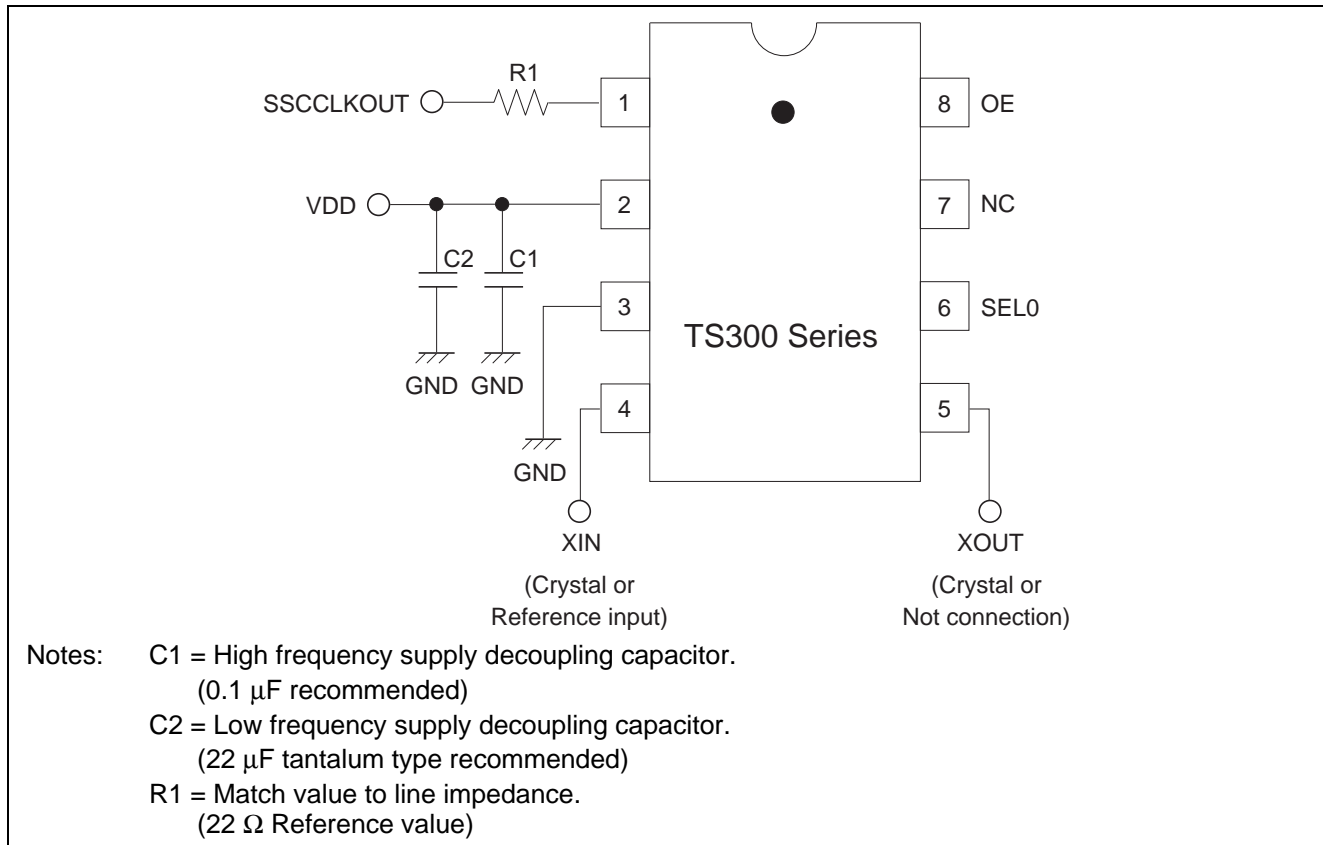 R1
SSCCLKOUT
1
8 OE
VDD
2
7 NC
C2 C1
3
6 SEL0
TS300 Series
GND GND
4
5
GND
XIN
XOUT
(Crystal or
Reference input)
(Crystal or
Not connection)
Notes: C1 = High frequency supply decoupling capacitor.
(0.1 μF recommended)
C2 = Low frequency supply decoupling capacitor.
(22 μF tantalum type recommended)
R1 = Match value to line impedance.
(22 Ω Reference value)